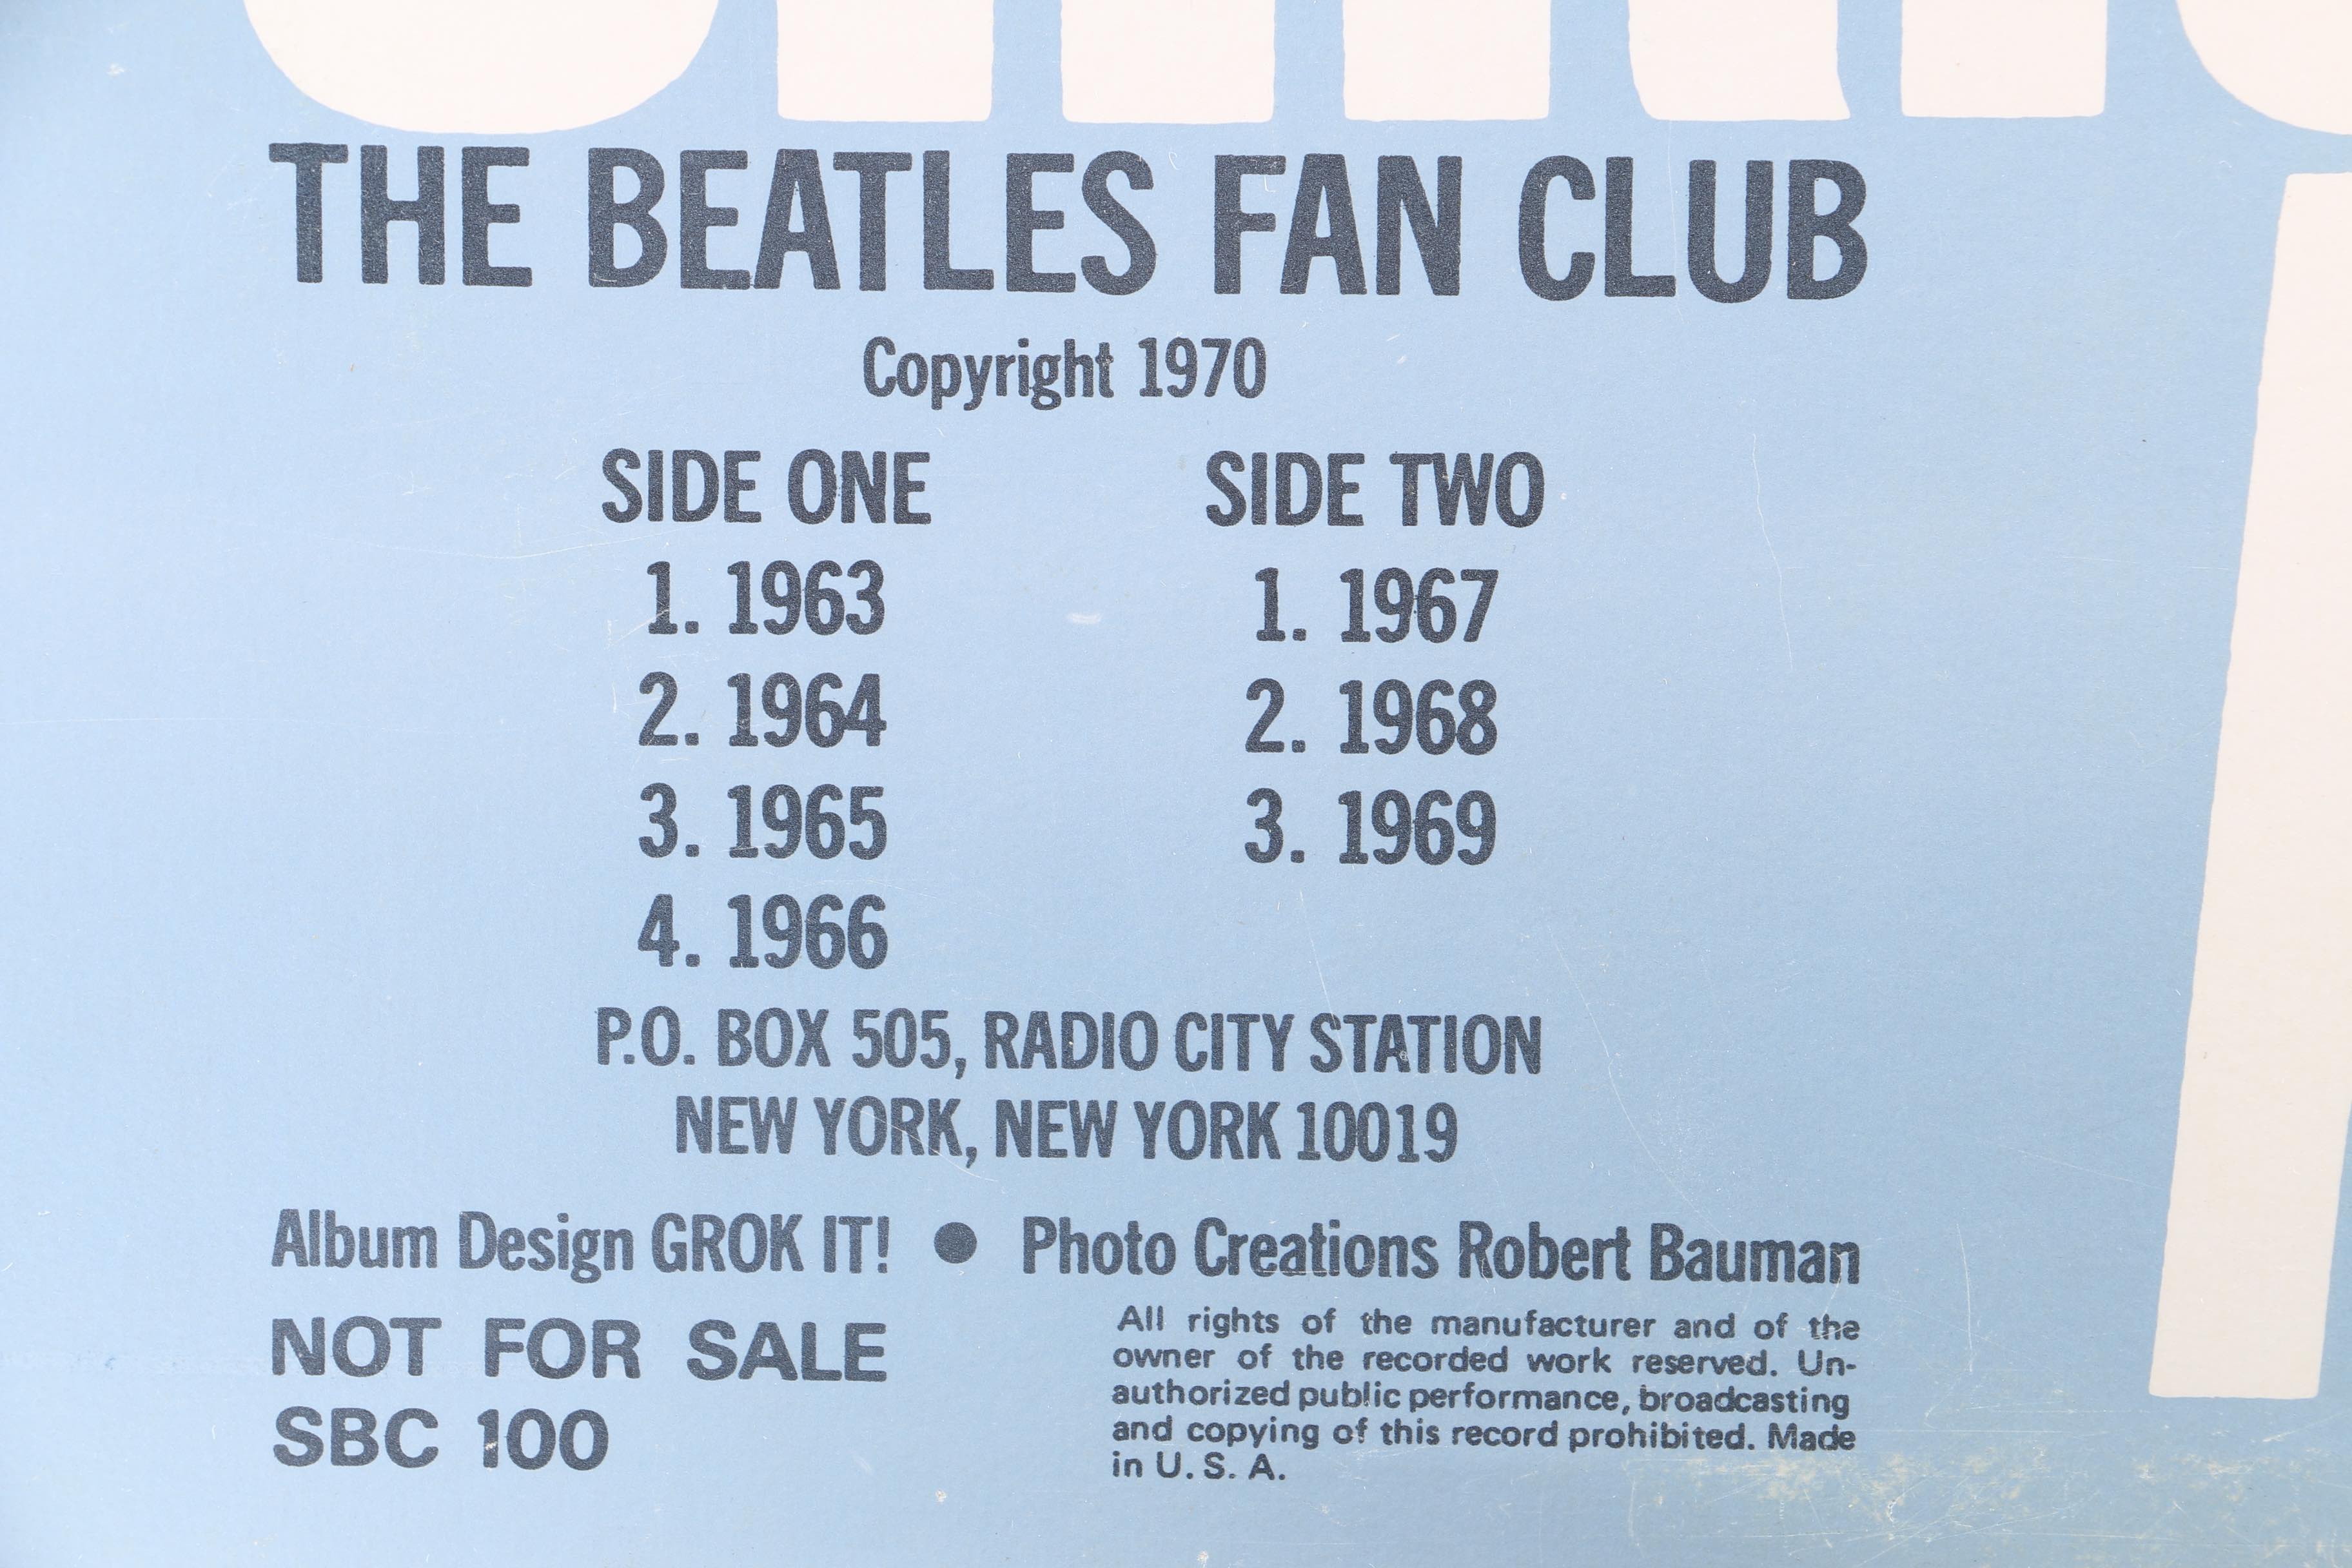 THE BEATLES FAN CLUB
Copyright 1970
SIDE ONE SIDE TWO
1. 1963 1. 1967
2. 1964 2. 1968
3. 1965 3. 1969
4. 1966
P.O. BOX 505, RADIO CITY STATION
NEW YORK, NEW YORK 10019
Album Design GROK IT! ● Photo Creations Robert Bauman
NOT FOR SALE
SBC 100
All rights of the manufacturer and of the
owner of the recorded work reserved. Un-
authorized public performance, broadcasting
and copying of this record prohibited. Made
in U. S. A.